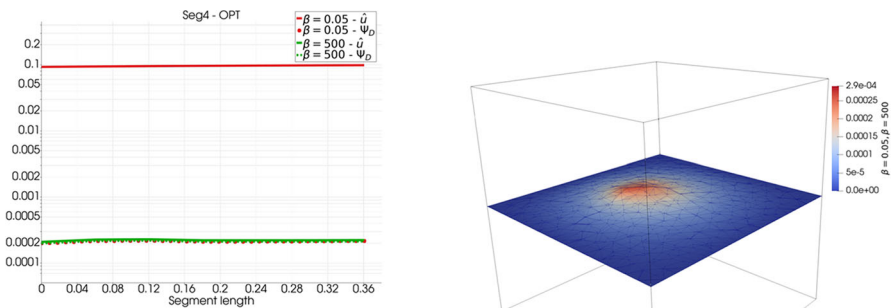 Seg4 - OPT
β = 0.05 - û
β = 0.05 - Ψ_D
β = 500 - û
β = 500 - Ψ_D
0.2
0.1
0.05
0.02
0.01
0.005
0.002
0.001
0.0005
0.0002
0.0001
0 0.04 0.08 0.12 0.16 0.20 0.24 0.28 0.32 0.36
Segment length
2.9e-04
0.00025
0.0002
0.00015
0.0001
5e-5
0.0e+00
β = 0.05, β = 500